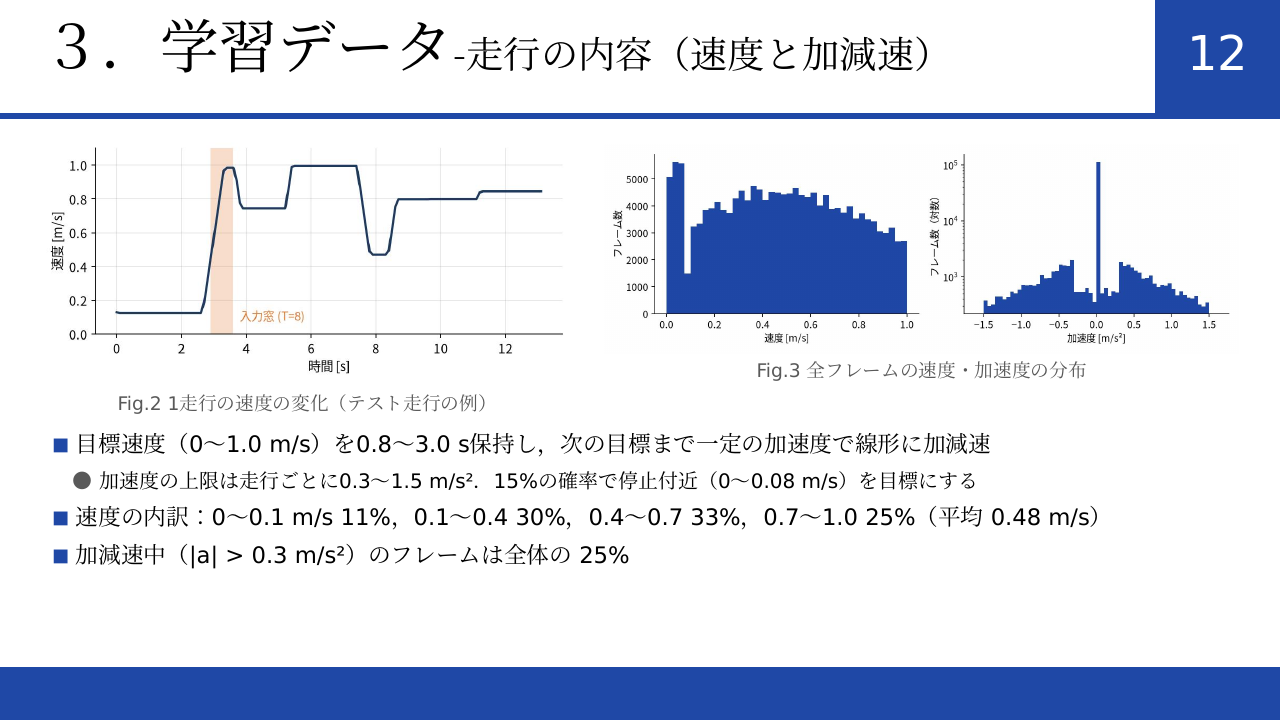 ３．学習データ-走行の内容（速度と加減速）
12
速度 [m/s]
1.0
0.8
0.6
0.4
0.2
0.0
入力窓 (T=8)
0 2 4 6 8 10 12
時間 [s]
Fig.2 1走行の速度の変化（テスト走行の例）
フレーム数
5000
4000
3000
2000
1000
0
0.0 0.2 0.4 0.6 0.8 1.0
速度 [m/s]
フレーム数（対数）
10⁵
10⁴
10³
−1.5 −1.0 −0.5 0.0 0.5 1.0 1.5
加速度 [m/s²]
Fig.3 全フレームの速度・加速度の分布
■ 目標速度（0～1.0 m/s）を0.8～3.0 s保持し，次の目標まで一定の加速度で線形に加減速
● 加速度の上限は走行ごとに0.3～1.5 m/s²．15%の確率で停止付近（0～0.08 m/s）を目標にする
■ 速度の内訳：0～0.1 m/s 11%，0.1～0.4 30%，0.4～0.7 33%，0.7～1.0 25%（平均 0.48 m/s）
■ 加減速中（|a| > 0.3 m/s²）のフレームは全体の 25%